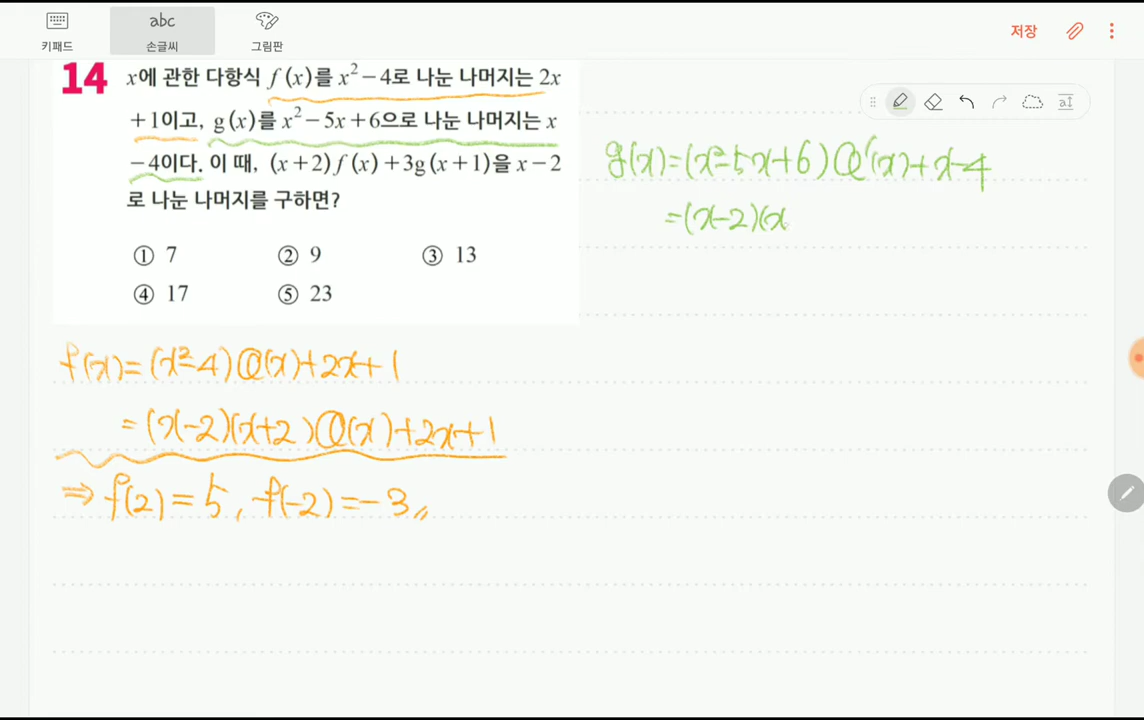 키패드
abc
손글씨
그림판
저장
14 x에 관한 다항식 f(x)를 x²−4로 나눈 나머지는 2x
+1이고, g(x)를 x²−5x+6으로 나눈 나머지는 x
−4이다. 이 때, (x+2)f(x)+3g(x+1)을 x−2
로 나눈 나머지를 구하면?
① 7 ② 9 ③ 13
④ 17 ⑤ 23
f(x)=(x²-4)Q(x)+2x+1
=(x-2)(x+2)Q(x)+2x+1
⇒ f(2)=5, f(-2)=-3〃
a|
g(x)=(x²-5x+6)Q'(x)+x-4
=(x-2)(x